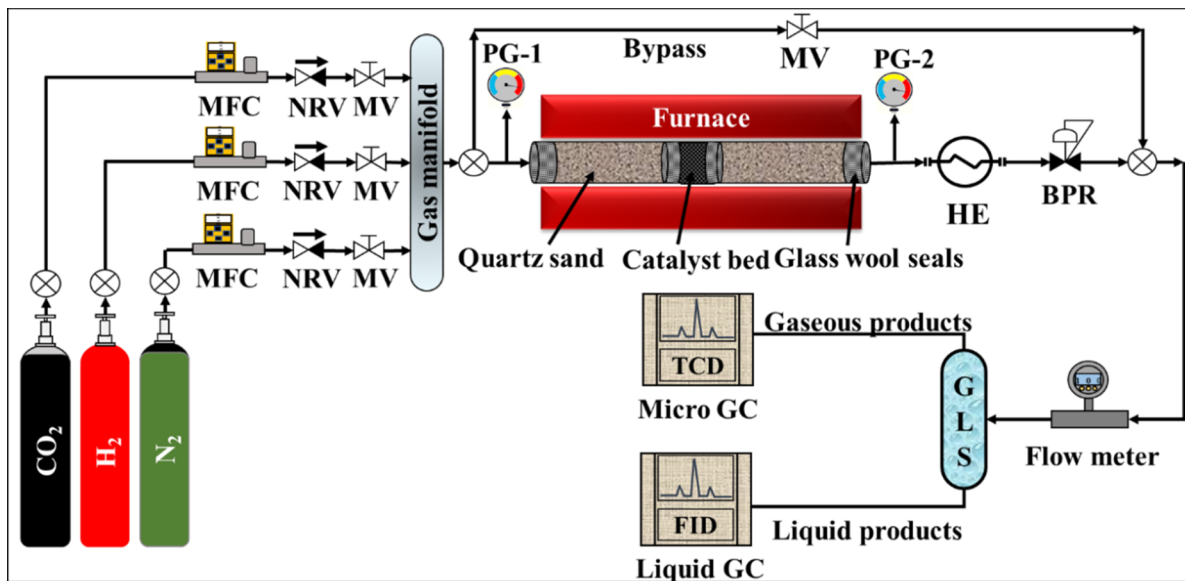 PG-1
Bypass
MV
PG-2
MFC
NRV
MV
Gas manifold
Furnace
MFC
NRV
MV
HE
BPR
MFC
NRV
MV
Quartz sand
Catalyst bed
Glass wool seals
CO₂
H₂
N₂
TCD
Micro GC
Gaseous products
GLS
Flow meter
FID
Liquid GC
Liquid products